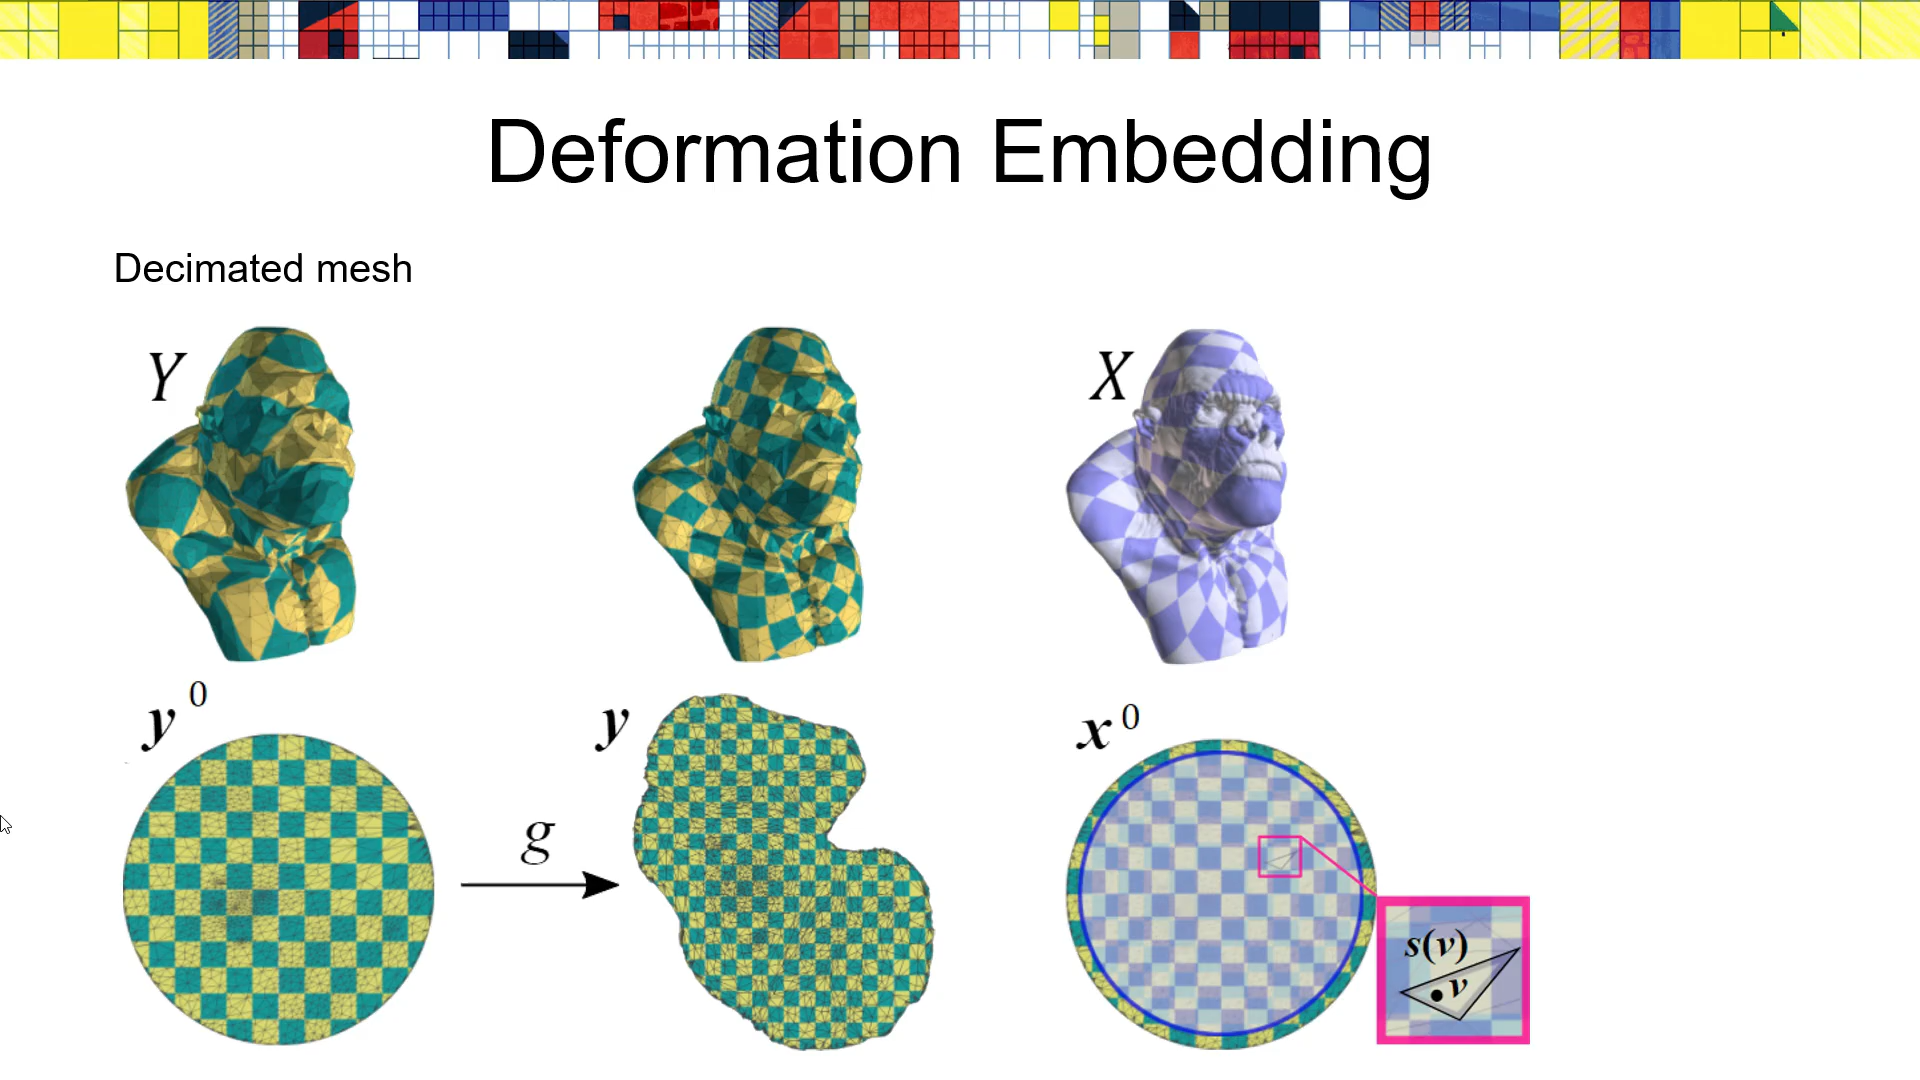 Deformation Embedding
Decimated mesh
Y
X
y⁰
y
x⁰
g
s(v)
v